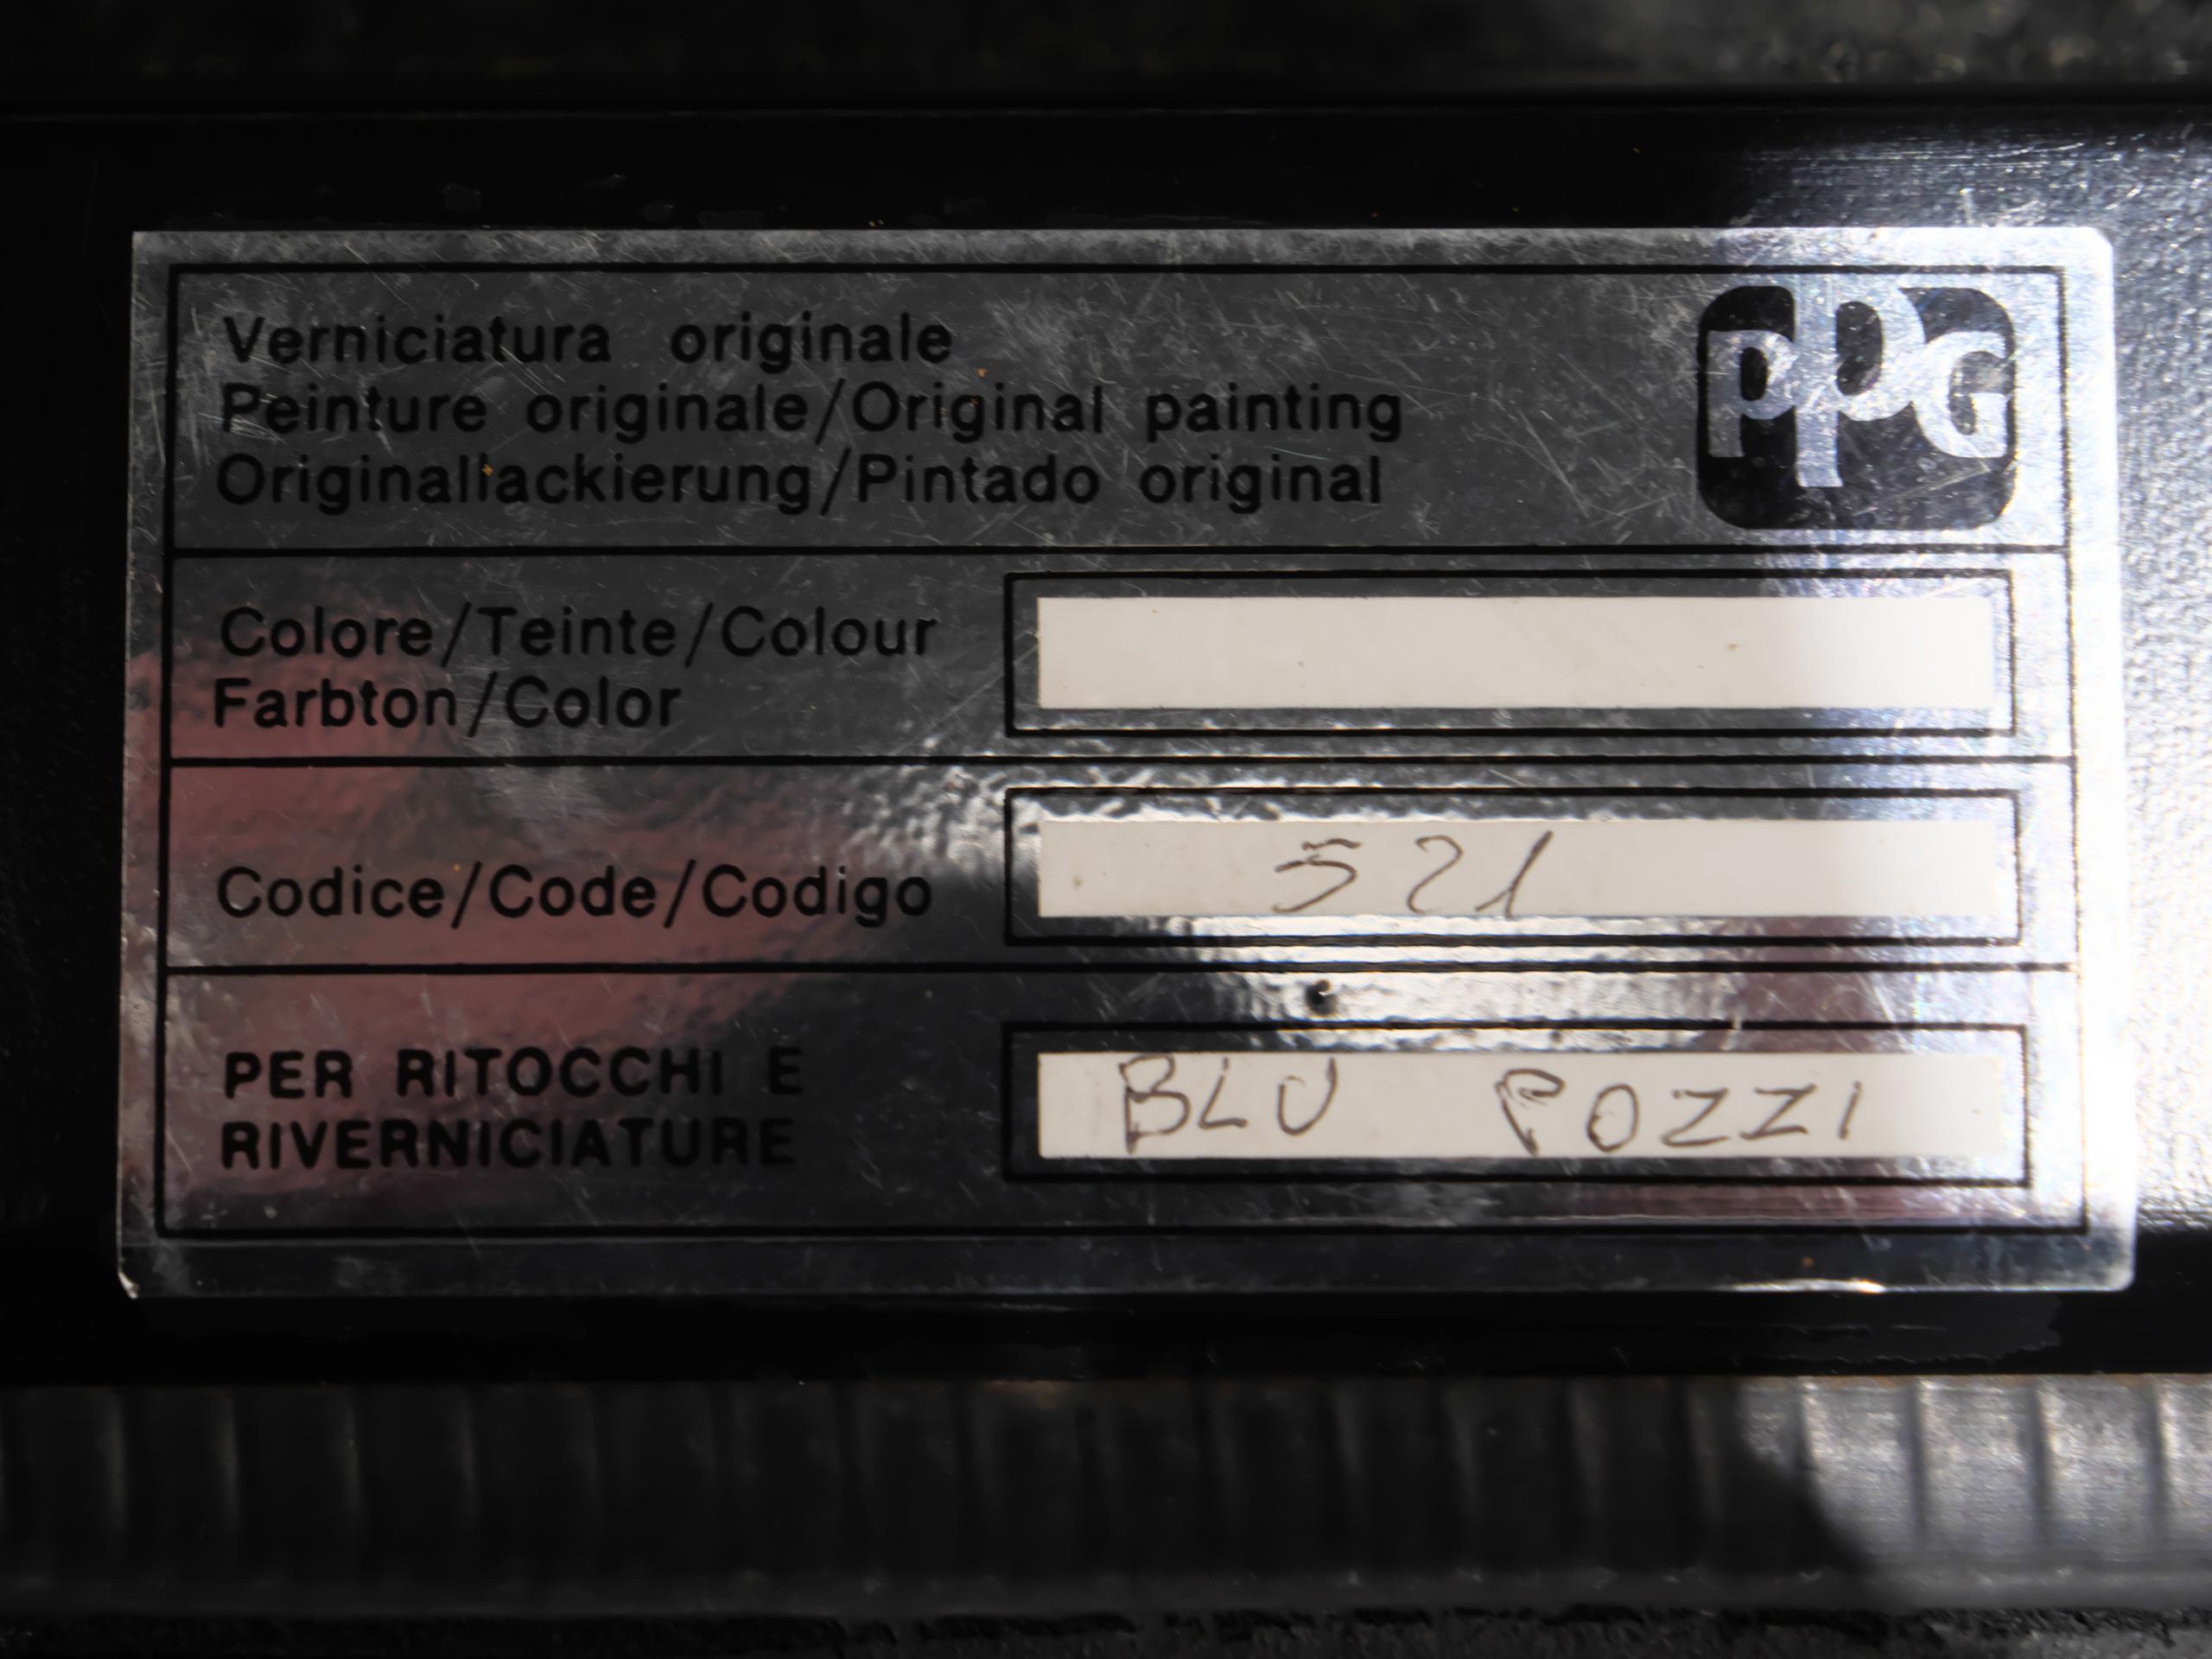 Verniciatura originale
Peinture originale/Original painting
Originallackierung/Pintado original
PPG
Colore/Teinte/Colour
Farbton/Color
Codice/Code/Codigo
521
PER RITOCCHI E
RIVERNICIATURE
BLU POZZI